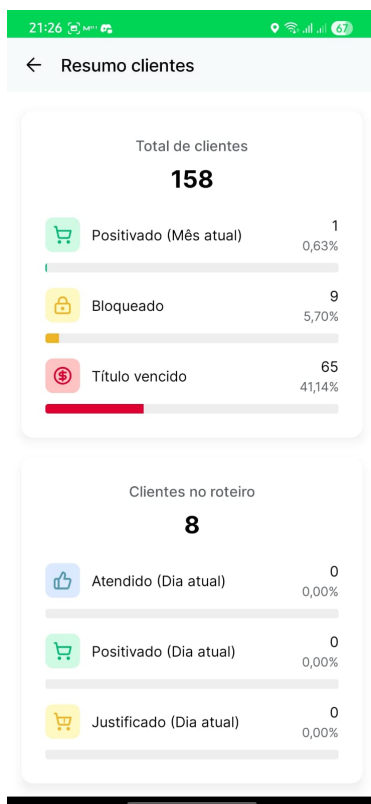 21:26
67
Resumo clientes
Total de clientes
158
Positivado (Mês atual)
1
0,63%
Bloqueado
9
5,70%
Título vencido
65
41,14%
Clientes no roteiro
8
Atendido (Dia atual)
0
0,00%
Positivado (Dia atual)
0
0,00%
Justificado (Dia atual)
0
0,00%